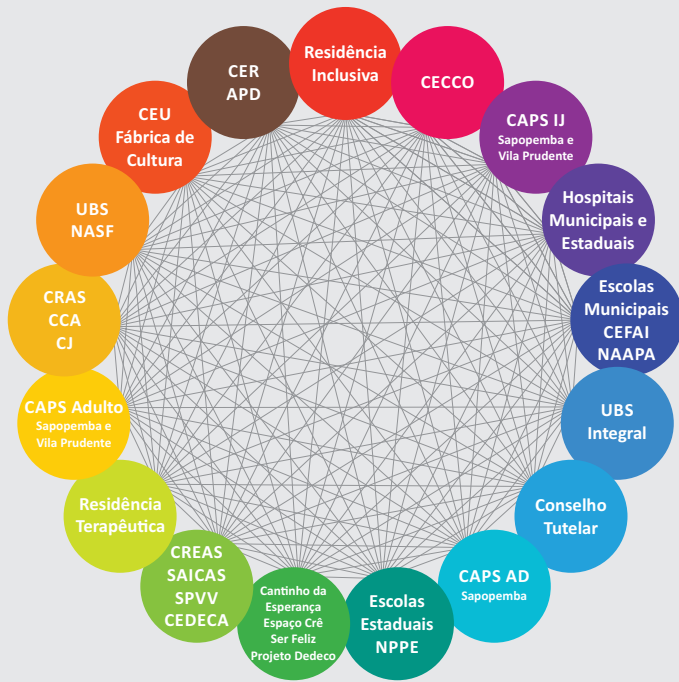 Residência
Inclusiva
CECCO
CAPS IJ
Sapopemba e
Vila Prudente
Hospitais
Municipais e
Estaduais
Escolas
Municipais
CEFAI
NAAPA
UBS
Integral
Conselho
Tutelar
CAPS AD
Sapopemba
Escolas
Estaduais
NPPE
Cantinho da
Esperança
Espaço Crê
Ser Feliz
Projeto Dedeco
CREAS
SAICAS
SPVV
CEDECA
Residência
Terapêutica
CAPS Adulto
Sapopemba e
Vila Prudente
CRAS
CCA
CJ
UBS
NASF
CEU
Fábrica de
Cultura
CER
APD